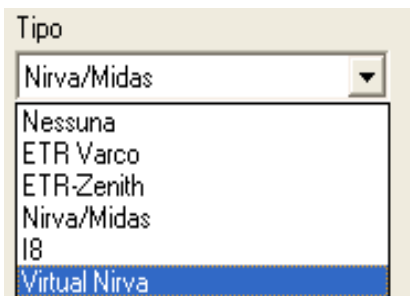 Tipo
Nirva/Midas
Nessuna
ETR Varco
ETR-Zenith
Nirva/Midas
I8
Virtual Nirva